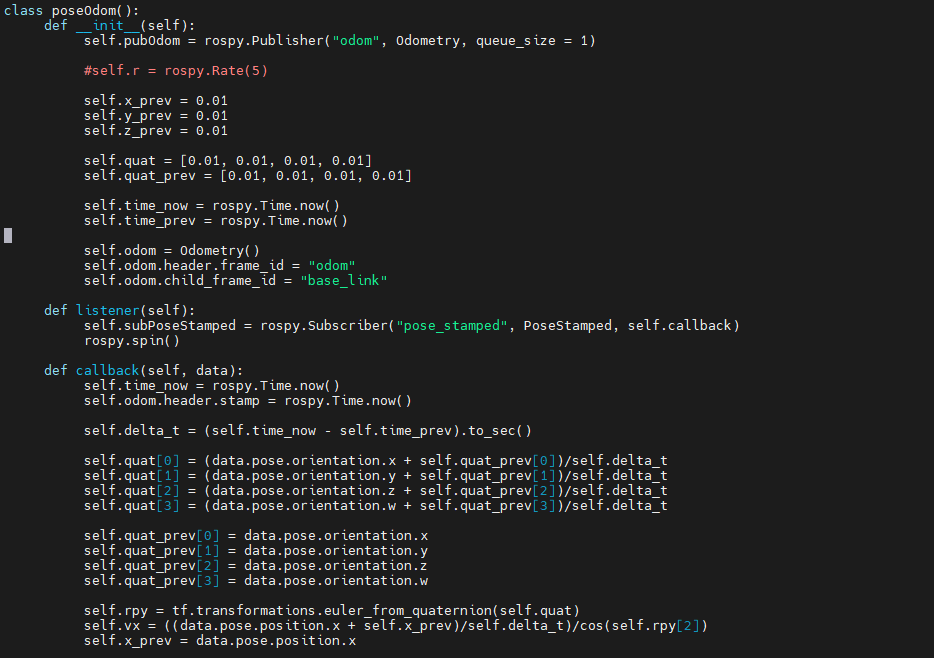 class poseOdom():
    def __init__(self):
        self.pubOdom = rospy.Publisher("odom", Odometry, queue_size = 1)
        #self.r = rospy.Rate(5)
        self.x_prev = 0.01
        self.y_prev = 0.01
        self.z_prev = 0.01
        self.quat = [0.01, 0.01, 0.01, 0.01]
        self.quat_prev = [0.01, 0.01, 0.01, 0.01]
        self.time_now = rospy.Time.now()
        self.time_prev = rospy.Time.now()
        self.odom = Odometry()
        self.odom.header.frame_id = "odom"
        self.odom.child_frame_id = "base_link"
    def listener(self):
        self.subPoseStamped = rospy.Subscriber("pose_stamped", PoseStamped, self.callback)
        rospy.spin()
    def callback(self, data):
        self.time_now = rospy.Time.now()
        self.odom.header.stamp = rospy.Time.now()
        self.delta_t = (self.time_now - self.time_prev).to_sec()
        self.quat[0] = (data.pose.orientation.x + self.quat_prev[0])/self.delta_t
        self.quat[1] = (data.pose.orientation.y + self.quat_prev[1])/self.delta_t
        self.quat[2] = (data.pose.orientation.z + self.quat_prev[2])/self.delta_t
        self.quat[3] = (data.pose.orientation.w + self.quat_prev[3])/self.delta_t
        self.quat_prev[0] = data.pose.orientation.x
        self.quat_prev[1] = data.pose.orientation.y
        self.quat_prev[2] = data.pose.orientation.z
        self.quat_prev[3] = data.pose.orientation.w
        self.rpy = tf.transformations.euler_from_quaternion(self.quat)
        self.vx = ((data.pose.position.x + self.x_prev)/self.delta_t)/cos(self.rpy[2])
        self.x_prev = data.pose.position.x